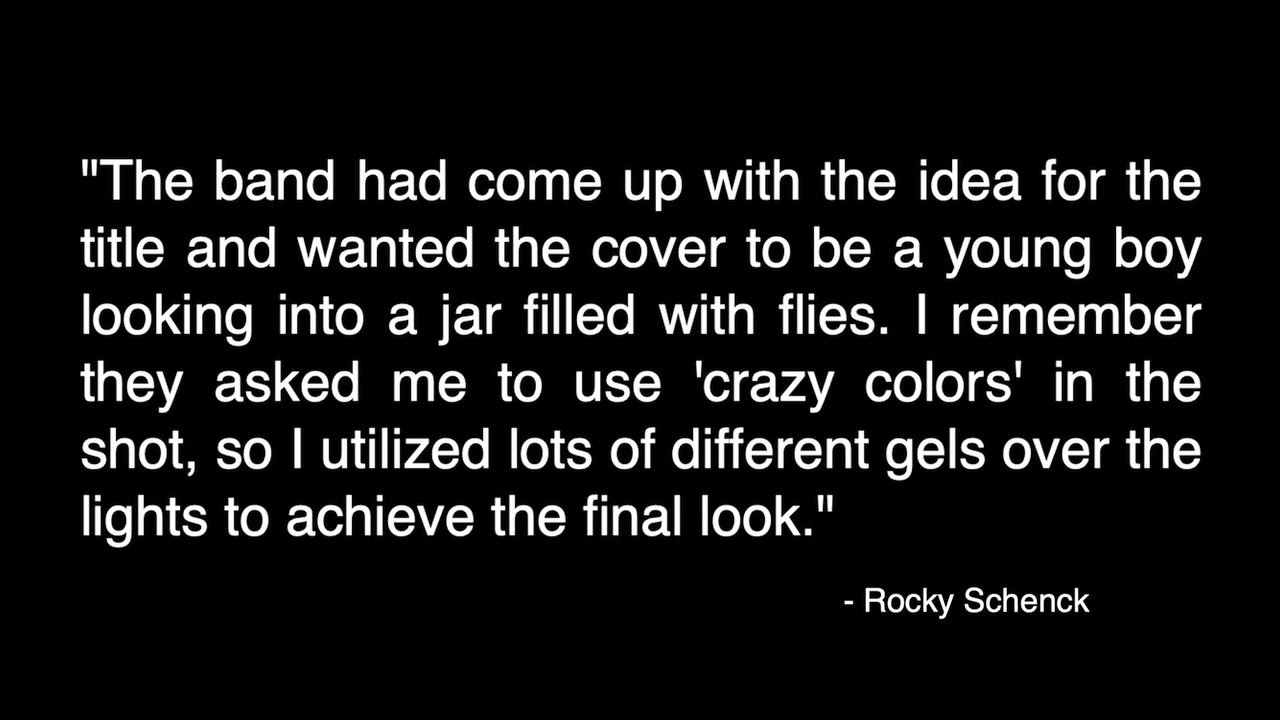 "The band had come up with the idea for the
title and wanted the cover to be a young boy
looking into a jar filled with flies. I remember
they asked me to use 'crazy colors' in the
shot, so I utilized lots of different gels over the
lights to achieve the final look."
- Rocky Schenck